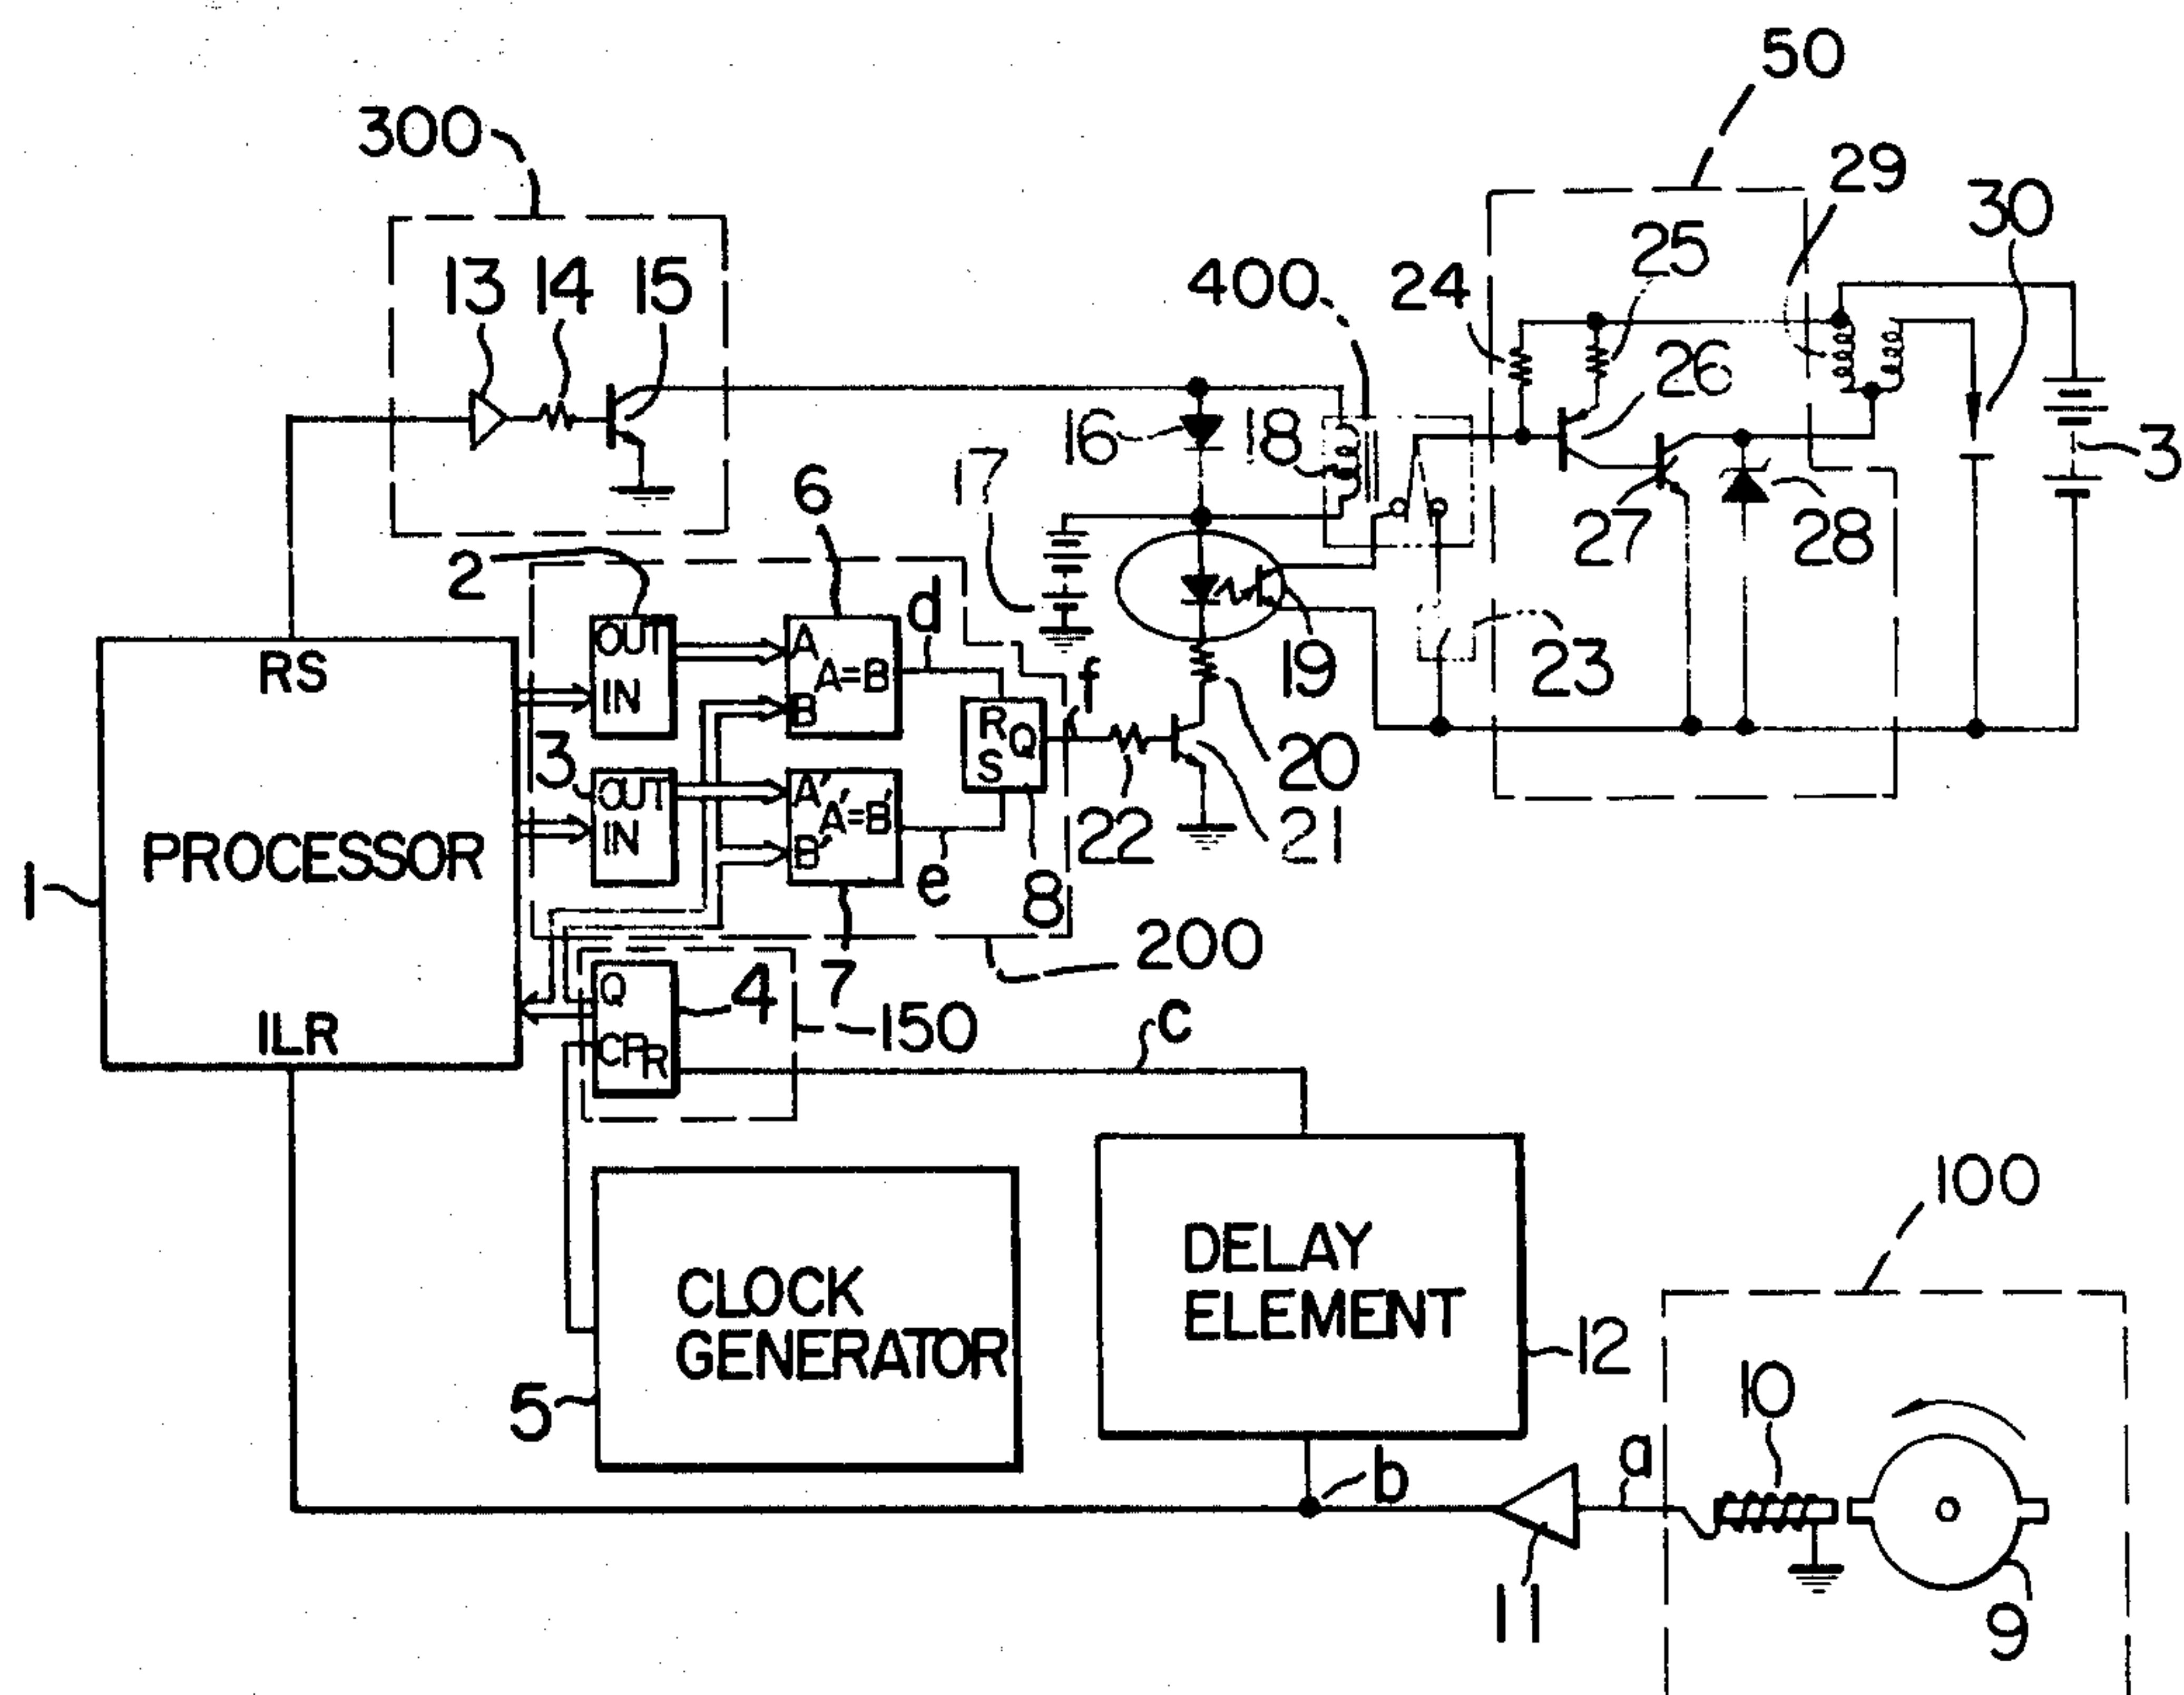 50
300
29
30
25
13 14 15
400
24
26
16
18
17
3
6
2
27
28
d
OUT
IN
A
A=B
B
RS
f
19
23
R
Q
S
3
OUT
IN
A'
A'=B'
B'
20
22
21
PROCESSOR
1
e
8
200
Q
4
7
150
c
ILR
CP
R
100
DELAY
ELEMENT
CLOCK
GENERATOR
12
10
5
a
b
11
9